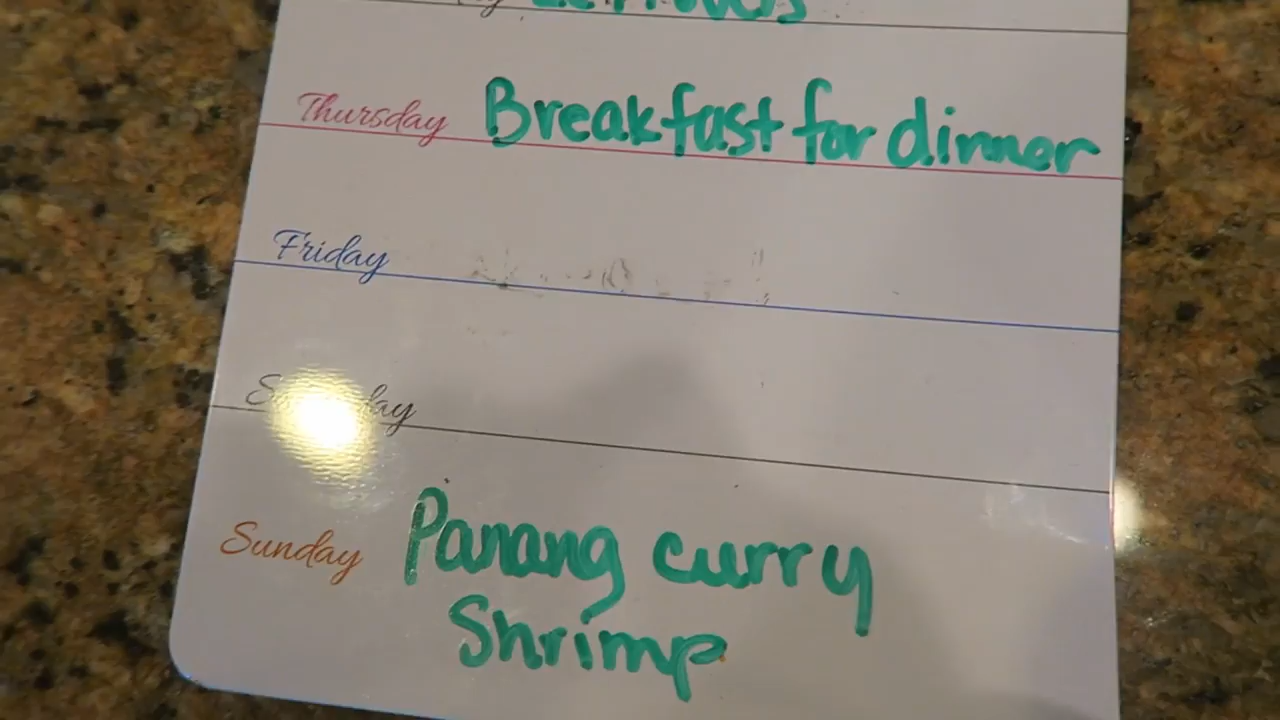 Thursday Breakfast for dinner
Friday
Sunday Panang curry
Shrimp